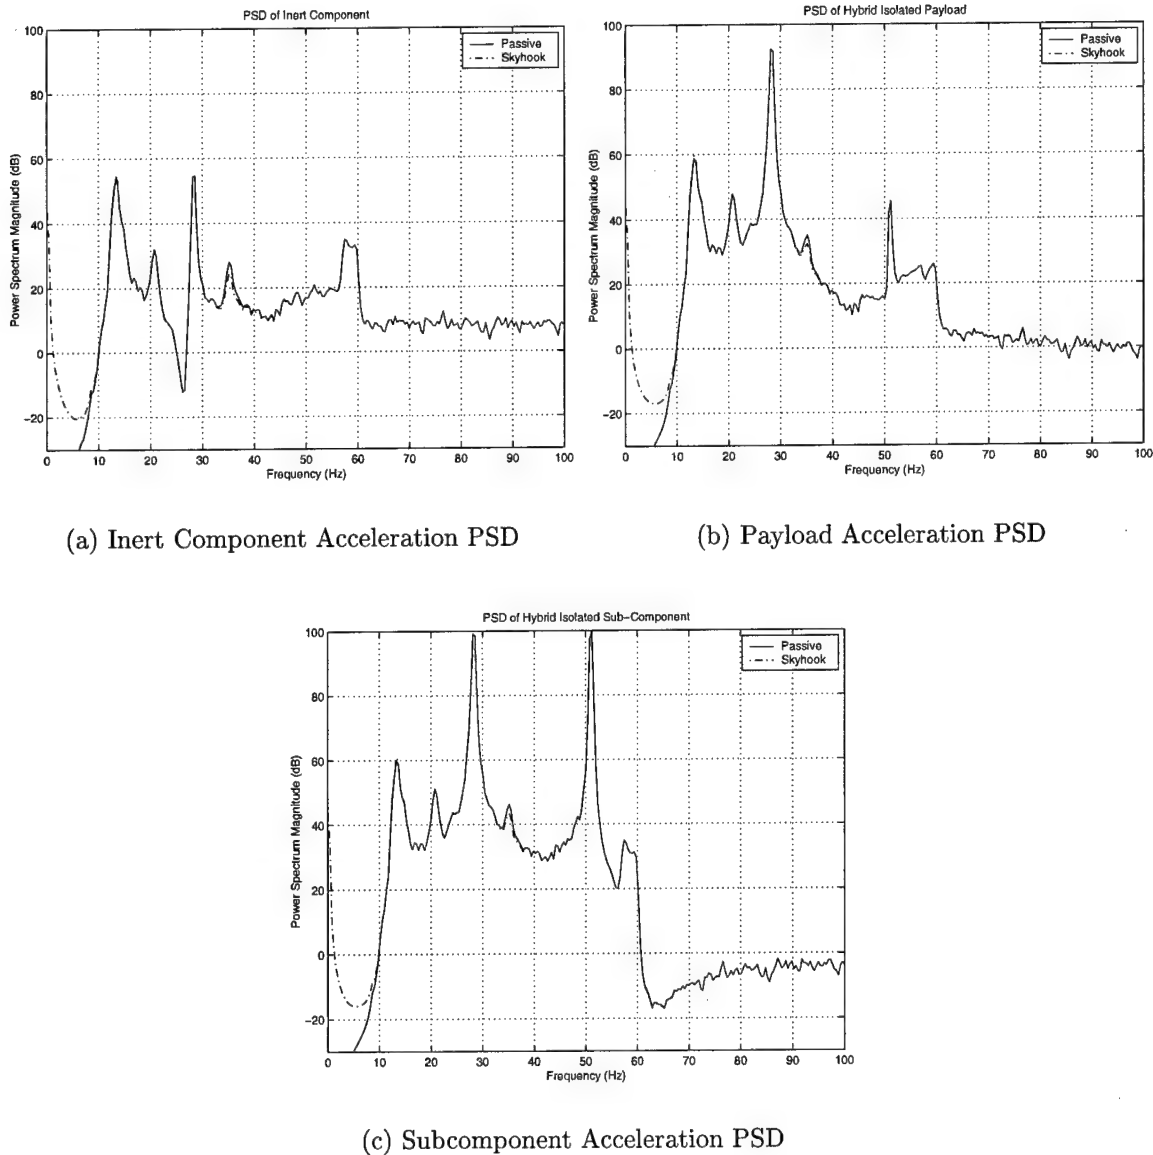 PSD of Inert Component
Power Spectrum Magnitude (dB)
100
80
60
40
20
0
−20
Passive
Skyhook
0 10 20 30 40 50 60 70 80 90 100
Frequency (Hz)
(a) Inert Component Acceleration PSD
PSD of Hybrid Isolated Payload
Power Spectrum Magnitude (dB)
100
80
60
40
20
0
−20
Passive
Skyhook
0 10 20 30 40 50 60 70 80 90 100
Frequency (Hz)
(b) Payload Acceleration PSD
PSD of Hybrid Isolated Sub−Component
Power Spectrum Magnitude (dB)
100
80
60
40
20
0
−20
Passive
Skyhook
0 10 20 30 40 50 60 70 80 90 100
Frequency (Hz)
(c) Subcomponent Acceleration PSD